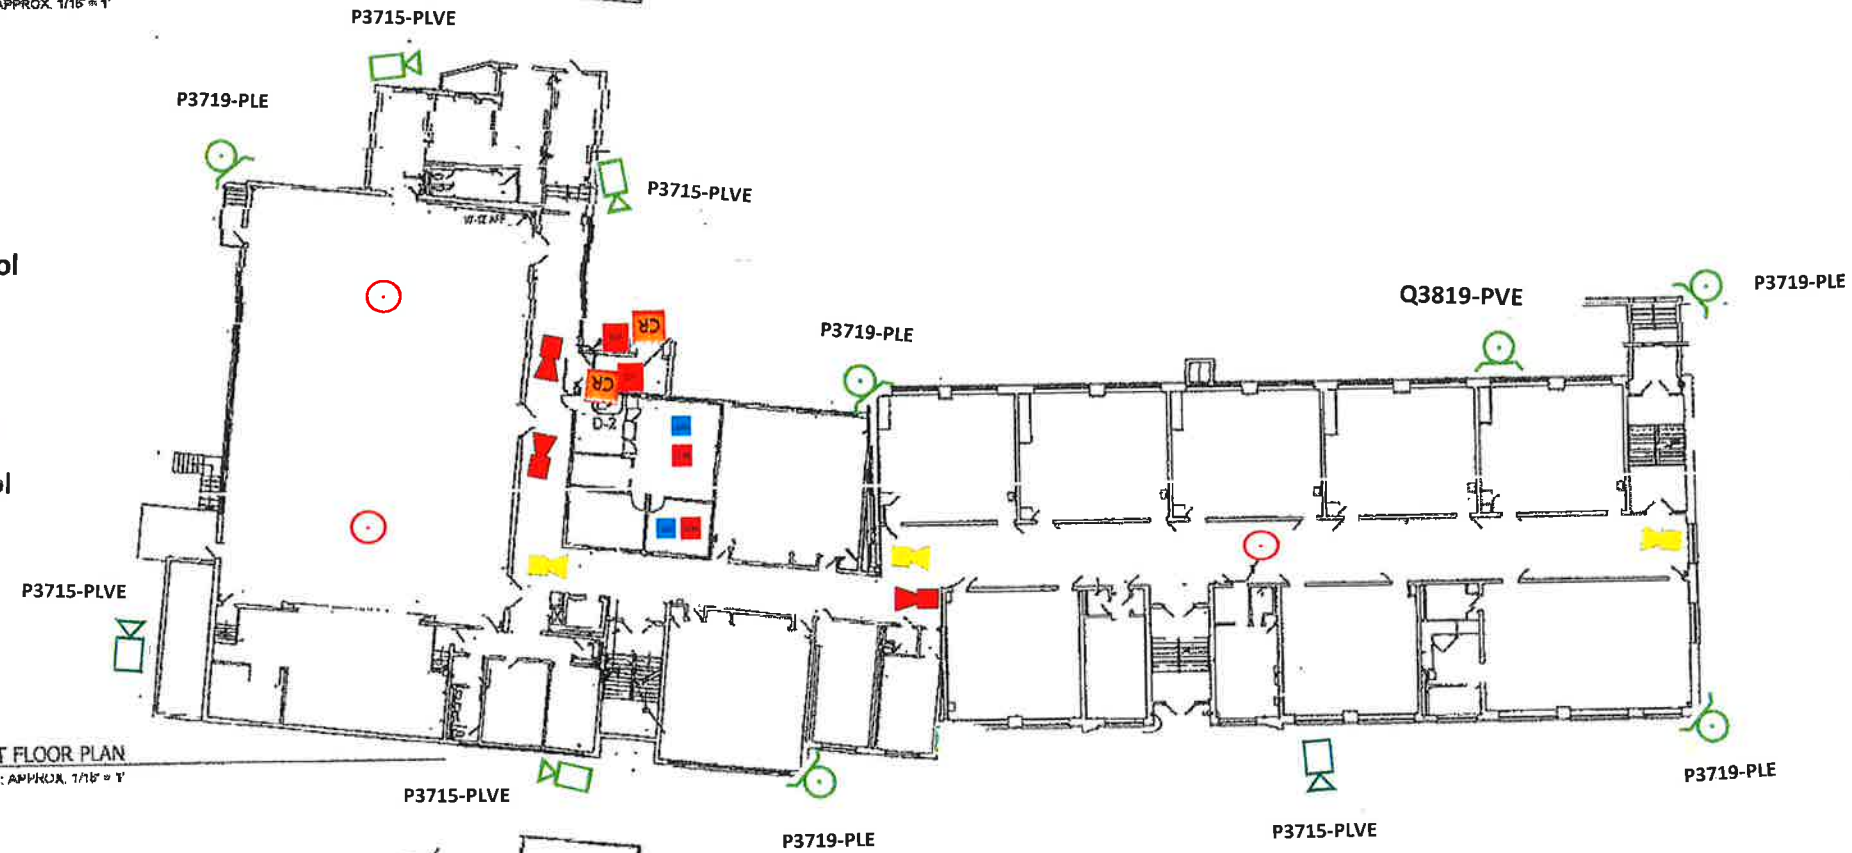 APPROX. 1/16" = 1'
P3715-PLVE
P3719-PLE
P3715-PLVE
ol
Q3819-PVE
P3719-PLE
P3719-PLE
CR
CR
D-2
ol
P3715-PLVE
T FLOOR PLAN
: APPROX. 1/16" = 1'
P3715-PLVE
P3719-PLE
P3715-PLVE
P3719-PLE